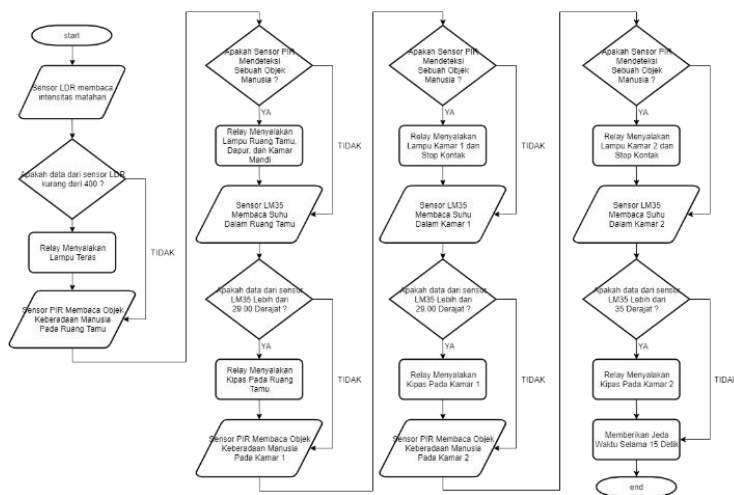 start
Sensor LDR membaca
intensitas matahari
Apakah data dari sensor LDR
kurang dari 400 ?
TIDAK
Relay Menyalakan
Lampu Teras
Sensor PIR Membaca Objek
Keberadaan Manusia
Pada Ruang Tamu
Apakah Sensor PIR
Mendeteksi
Sebuah Objek
Manusia ?
YA
TIDAK
Relay Menyalakan
Lampu Ruang Tamu,
Dapur, dan Kamar
Mandi
Sensor LM35
Membaca Suhu
Dalam Ruang Tamu
Apakah data dari sensor
LM35 Lebih dari
29.00 Derajat ?
YA
TIDAK
Relay Menyalakan
Kipas Pada Ruang
Tamu
Sensor PIR Membaca Objek
Keberadaan Manusia
Pada Kamar 1
Apakah Sensor PIR
Mendeteksi
Sebuah Objek
Manusia ?
YA
TIDAK
Relay Menyalakan
Lampu Kamar 1 dan
Stop Kontak
Sensor LM35
Membaca Suhu
Dalam Kamar 1
Apakah data dari sensor
LM35 Lebih dari
29.00 Derajat ?
YA
TIDAK
Relay Menyalakan
Kipas Pada Kamar 1
Sensor PIR Membaca Objek
Keberadaan Manusia
Pada Kamar 2
Apakah Sensor PIR
Mendeteksi
Sebuah Objek
Manusia ?
YA
TIDAK
Relay Menyalakan
Lampu Kamar 2 dan
Stop Kontak
Sensor LM35
Membaca Suhu
Dalam Kamar 2
Apakah data dari sensor
LM35 Lebih dari
35 Derajat ?
YA
TIDAK
Relay Menyalakan
Kipas Pada Kamar 2
Memberikan Jeda
Waktu Selama 15 Detik
end